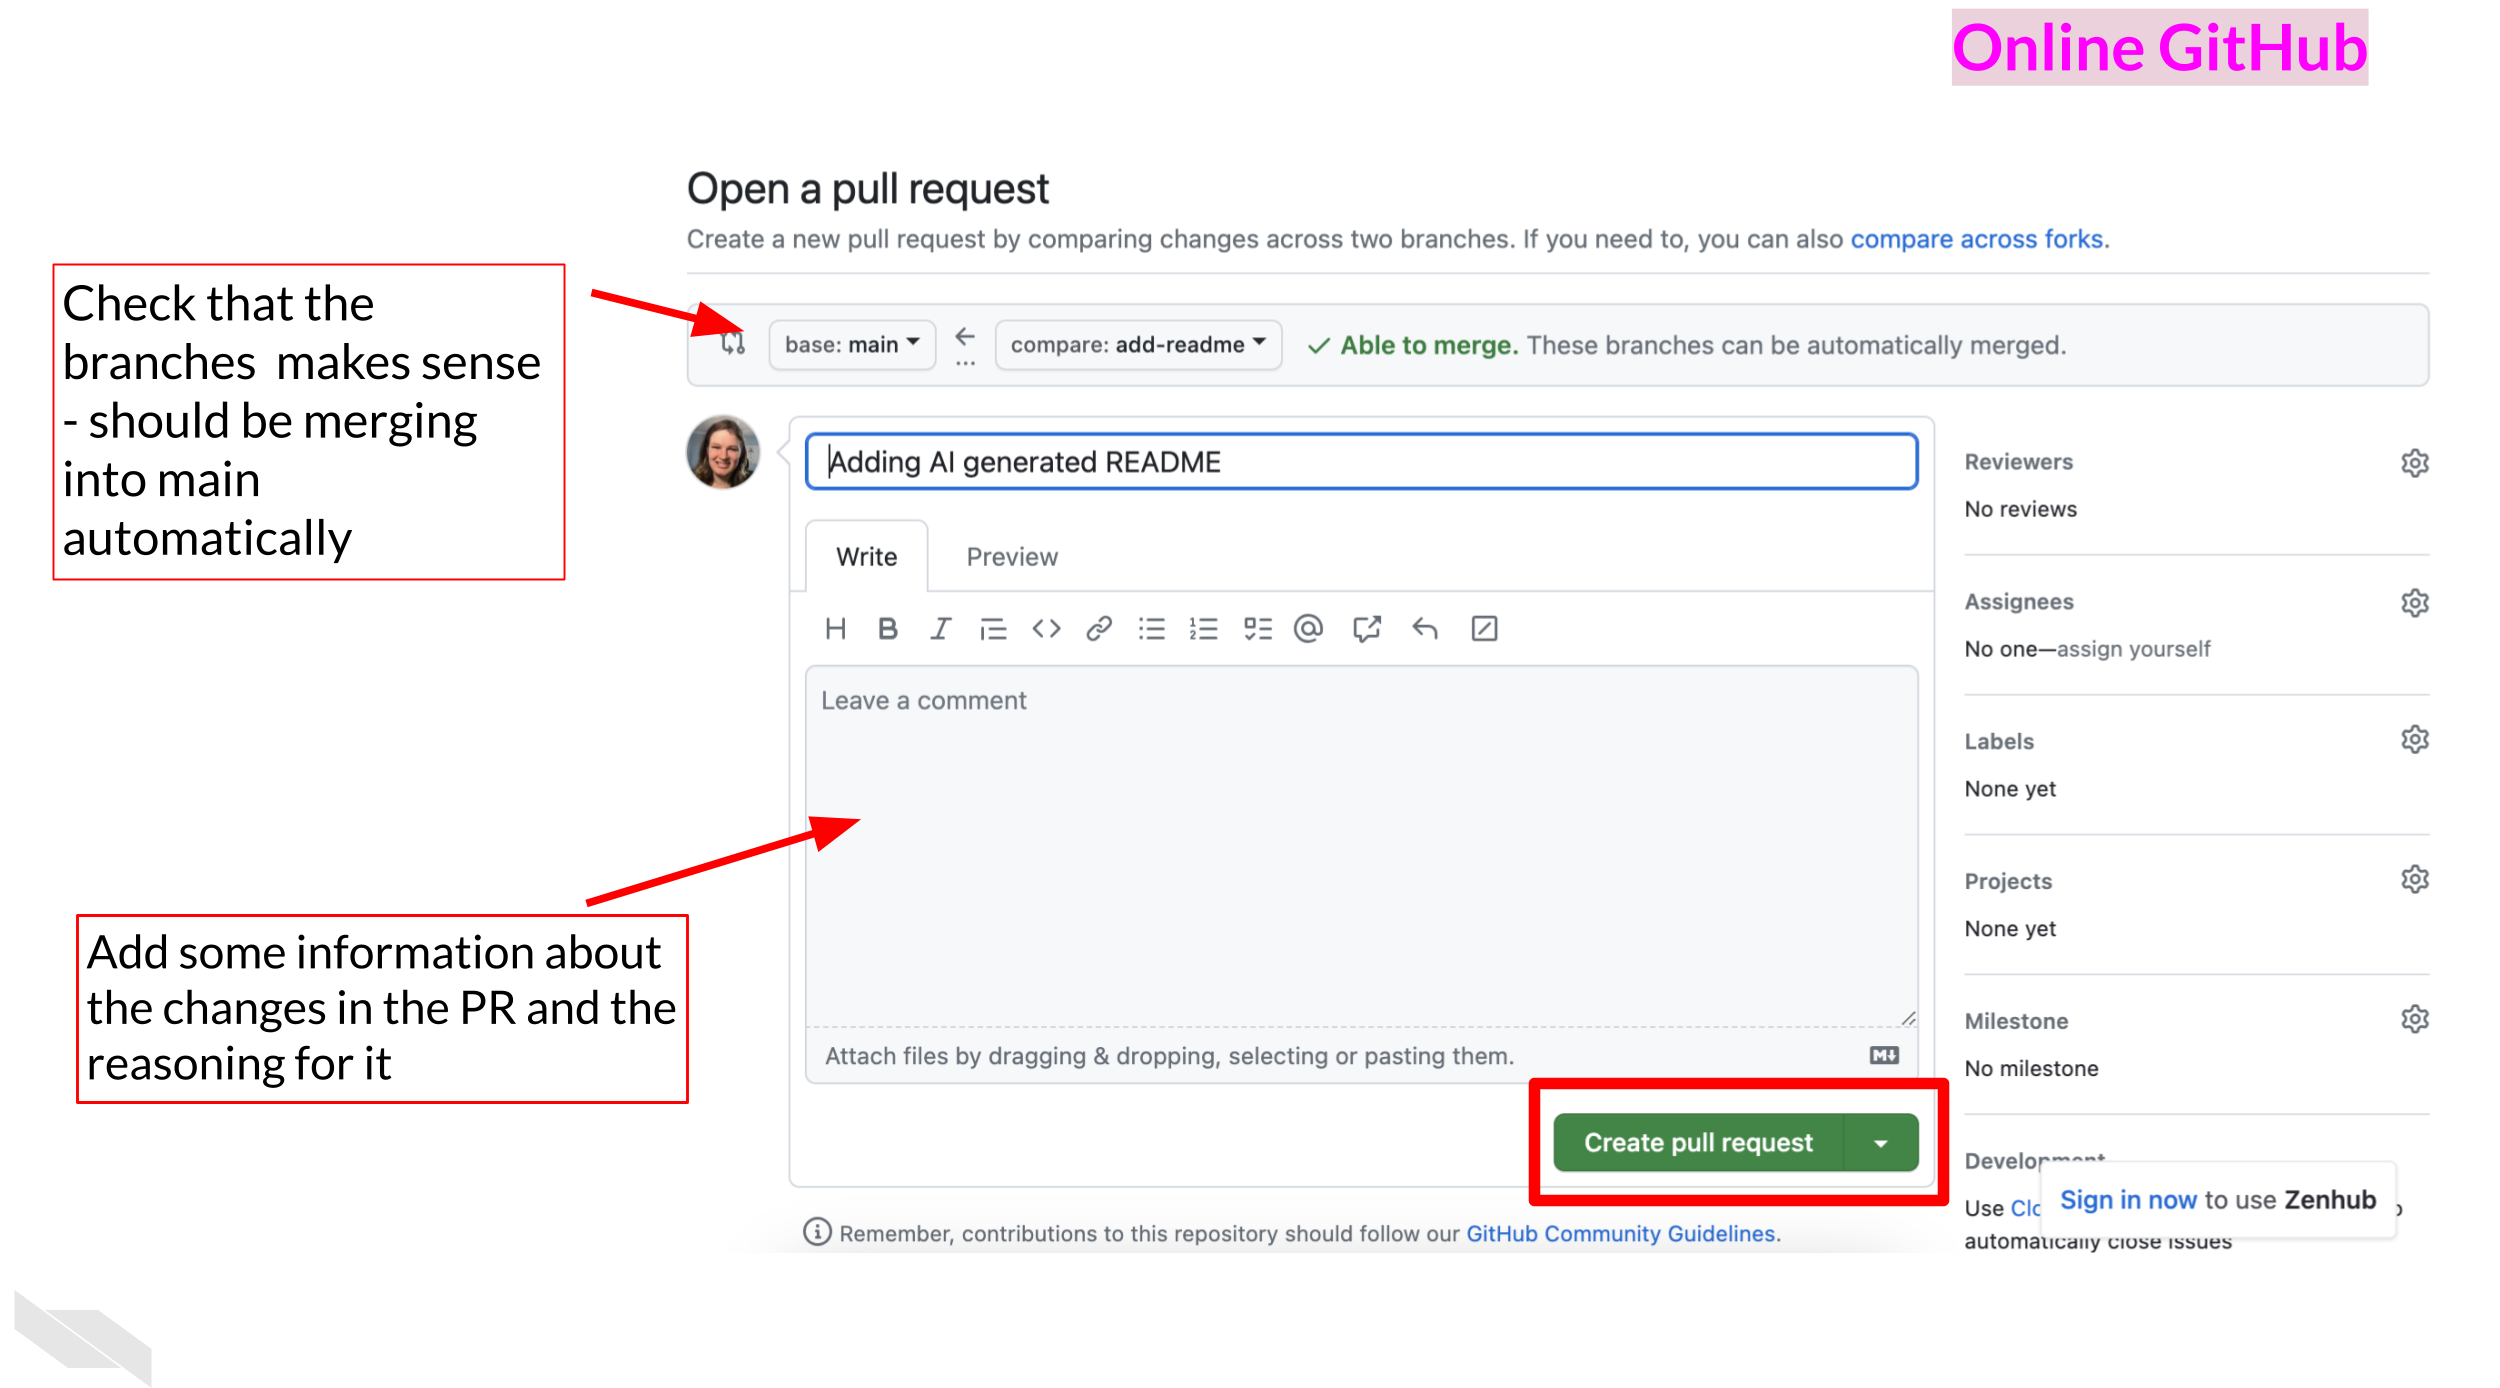 Online GitHub
Open a pull request
Create a new pull request by comparing changes across two branches. If you need to, you can also compare across forks.
Check that the
branches  makes sense
- should be merging
into main
automatically
base: main
compare: add-readme
Able to merge. These branches can be automatically merged.
Adding AI generated README
Write
Preview
Leave a comment
Attach files by dragging & dropping, selecting or pasting them.
Create pull request
Remember, contributions to this repository should follow our GitHub Community Guidelines.
Add some information about
the changes in the PR and the
reasoning for it
Reviewers
No reviews
Assignees
No one—assign yourself
Labels
None yet
Projects
None yet
Milestone
No milestone
Development
Use
automatically close issues
Sign in now to use Zenhub